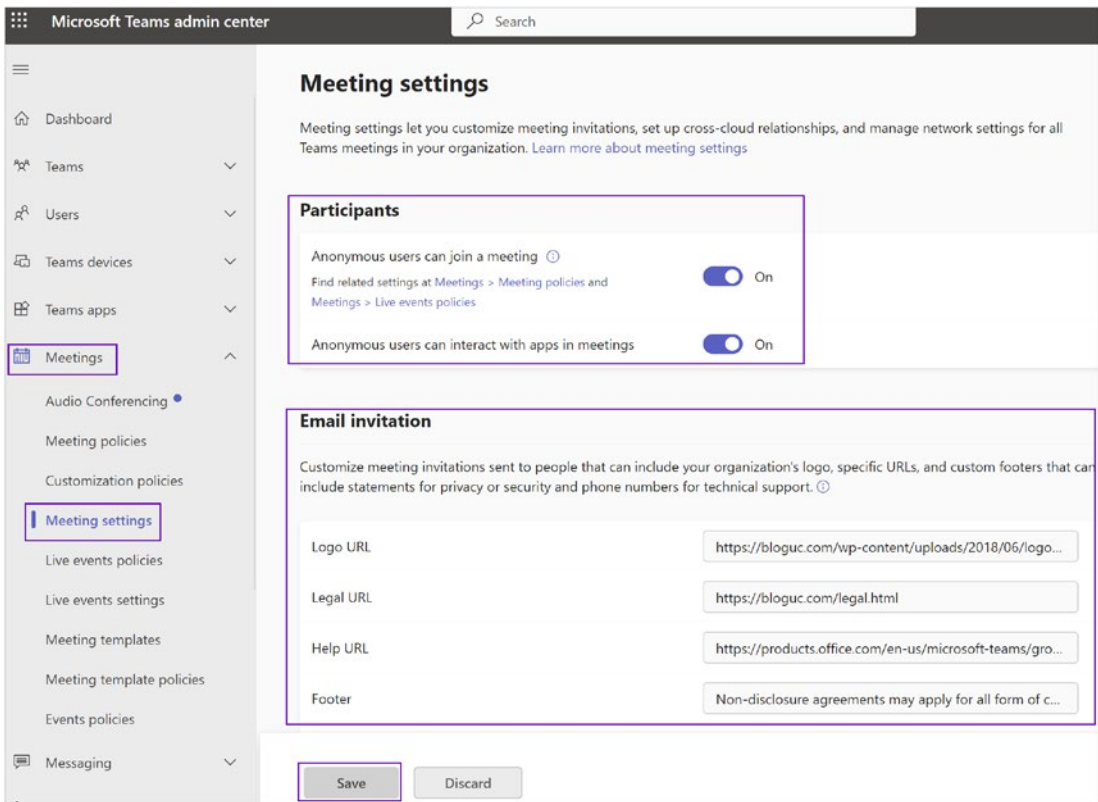 Microsoft Teams admin center
Search
Dashboard
Teams
Users
Teams devices
Teams apps
Meetings
Audio Conferencing
Meeting policies
Customization policies
Meeting settings
Live events policies
Live events settings
Meeting templates
Meeting template policies
Events policies
Messaging
Meeting settings
Meeting settings let you customize meeting invitations, set up cross-cloud relationships, and manage network settings for all
Teams meetings in your organization. Learn more about meeting settings
Participants
Anonymous users can join a meeting
Find related settings at Meetings > Meeting policies and
Meetings > Live events policies
On
Anonymous users can interact with apps in meetings
On
Email invitation
Customize meeting invitations sent to people that can include your organization's logo, specific URLs, and custom footers that can
include statements for privacy or security and phone numbers for technical support.
Logo URL
https://bloguc.com/wp-content/uploads/2018/06/logo...
Legal URL
https://bloguc.com/legal.html
Help URL
https://products.office.com/en-us/microsoft-teams/gro...
Footer
Non-disclosure agreements may apply for all form of c...
Save
Discard